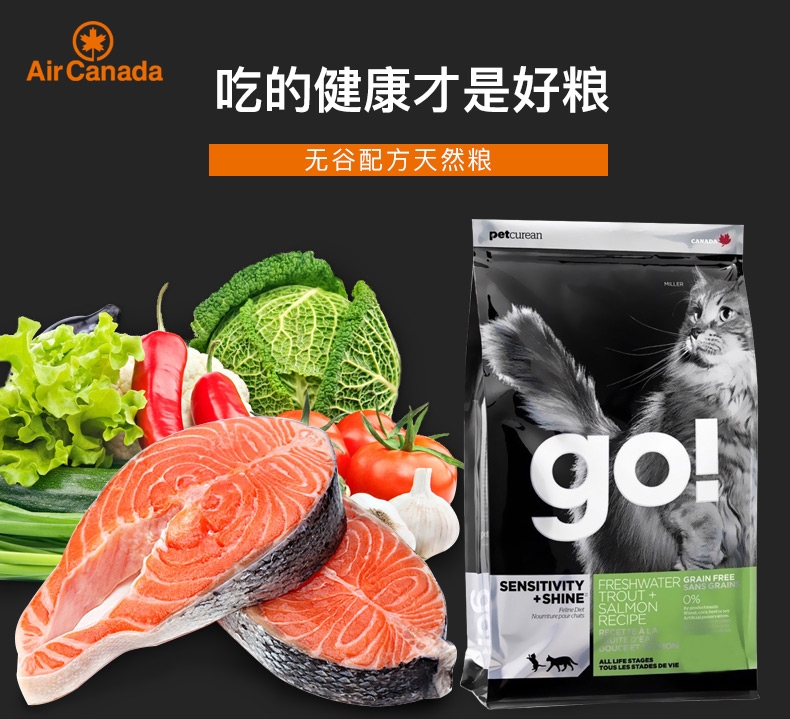 Air Canada
吃的健康才是好粮
无谷配方天然粮
petcurean
CANADA
MILLER
go!
SENSITIVITY
+SHINE
Feline Diet
Nourriture pour chats
FRESHWATER
TROUT +
SALMON
RECIPE
GRAIN FREE
SANS GRAINS
0%
ALL LIFE STAGES
TOUS LES STADES DE VIE